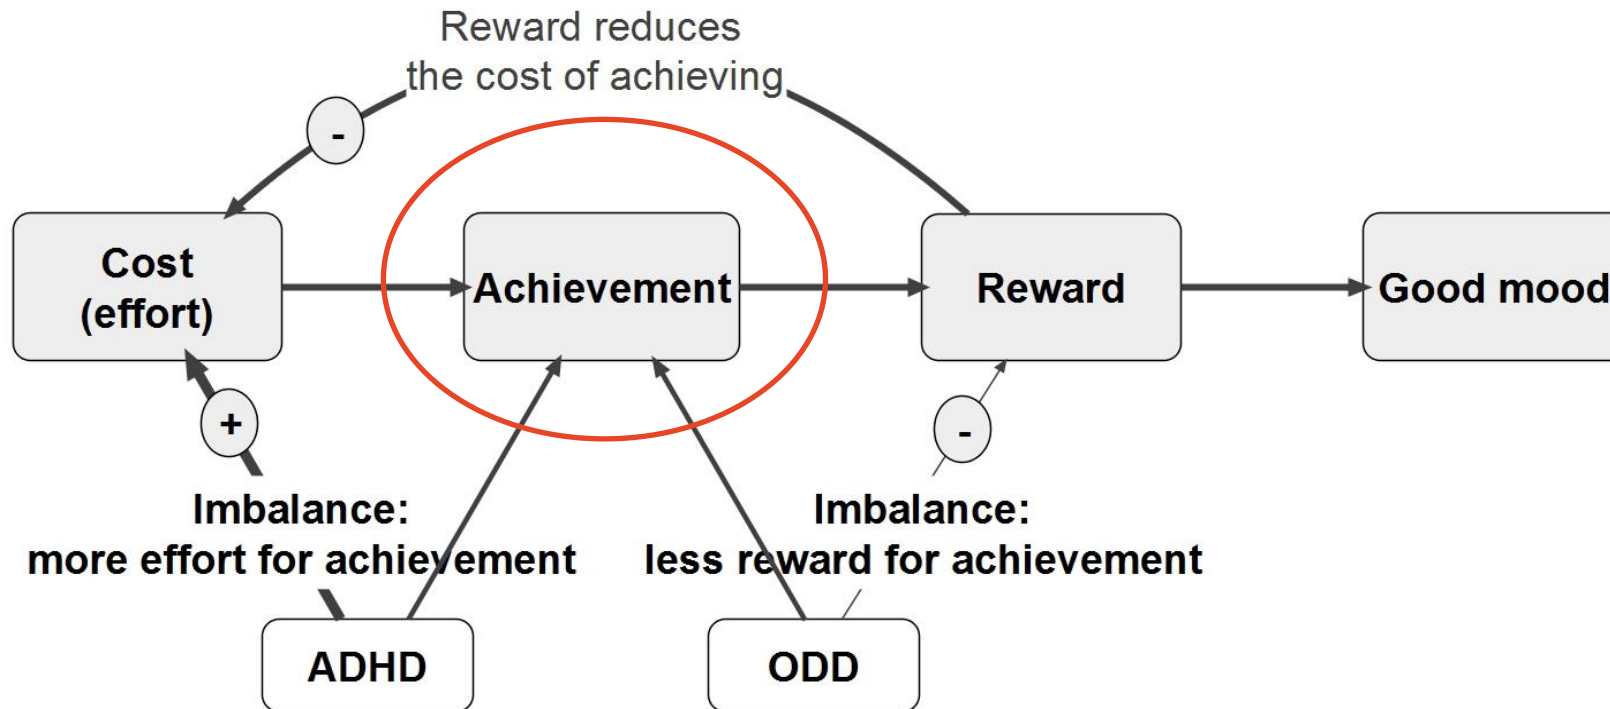 Reward reduces
the cost of achieving
-
Cost
(effort)
Achievement
Reward
Good mood
+
-
Imbalance:
more effort for achievement
Imbalance:
less reward for achievement
ADHD
ODD